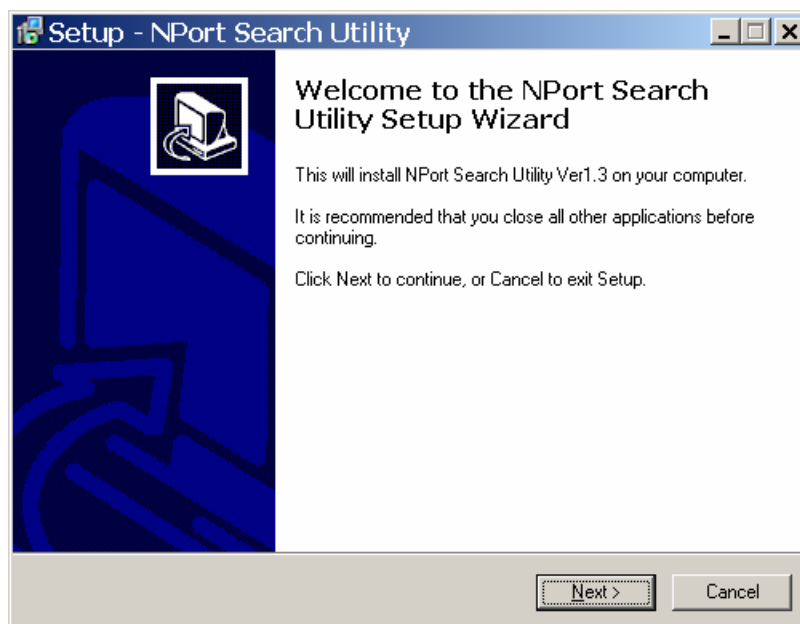 Setup - NPort Search Utility
Welcome to the NPort Search
Utility Setup Wizard
This will install NPort Search Utility Ver1.3 on your computer.
It is recommended that you close all other applications before
continuing.
Click Next to continue, or Cancel to exit Setup.
Next >
Cancel